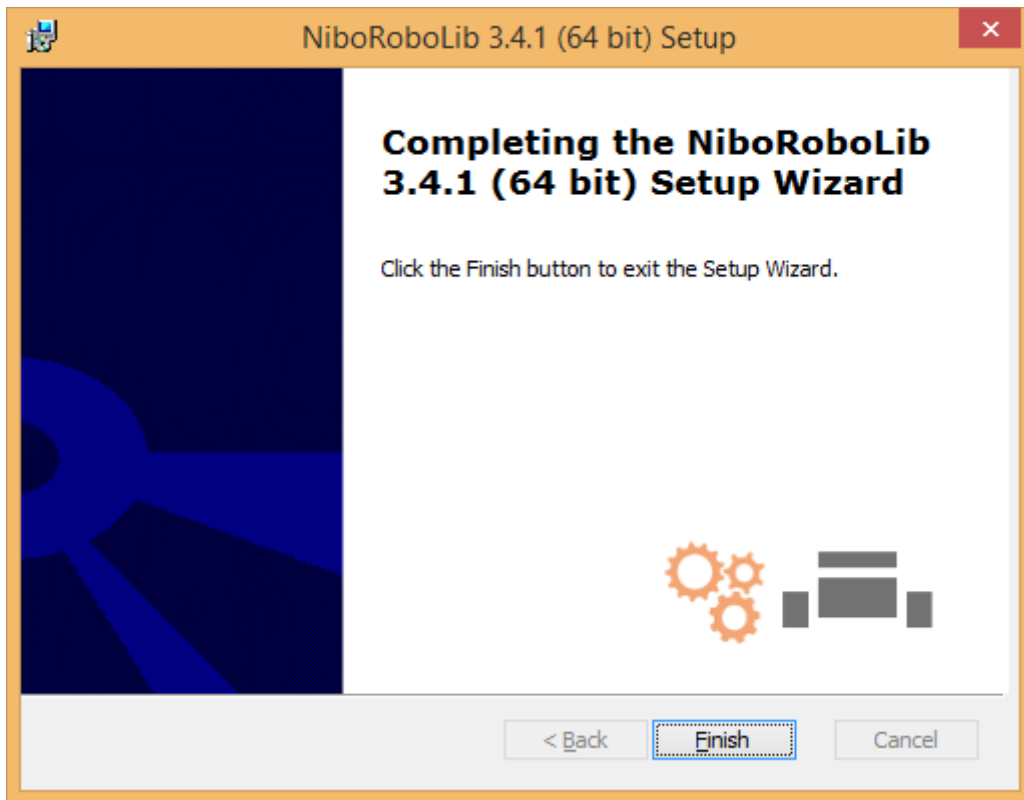 NiboRoboLib 3.4.1 (64 bit) Setup
Completing the NiboRoboLib
3.4.1 (64 bit) Setup Wizard
Click the Finish button to exit the Setup Wizard.
< Back Finish Cancel